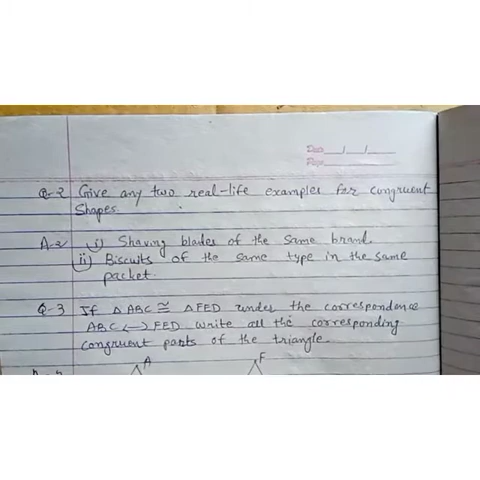 Date / /
Page
Q-2 Give any two real-life examples for congruent
Shapes.
A-2 i) Shaving blades of the same brand.
ii) Biscuits of the same type in the same
packet.
Q-3 If △ABC ≅ △FED under the correspondence
ABC ⟷ FED write all the corresponding
congruent parts of the triangle.
A F